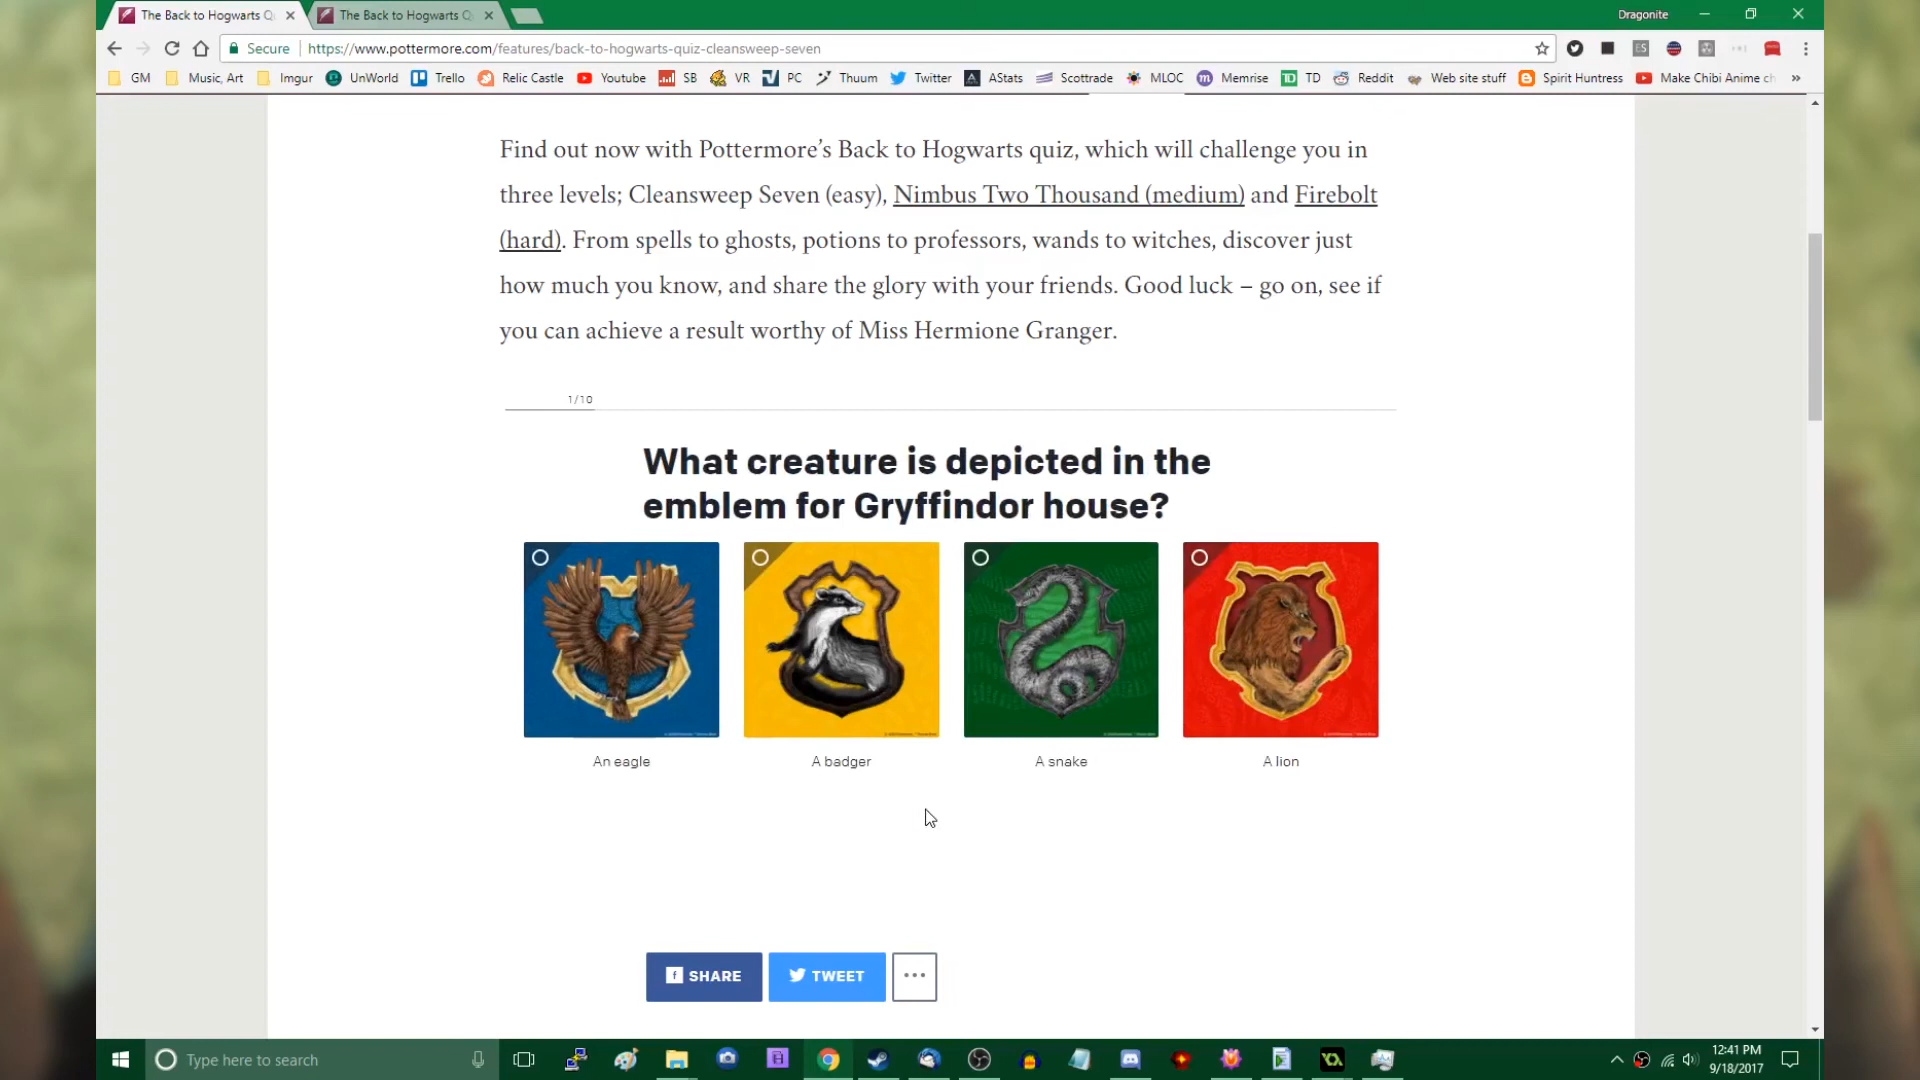 The Back to Hogwarts Q
The Back to Hogwarts Q
Dragonite
Secure
https://www.pottermore.com/features/back-to-hogwarts-quiz-cleansweep-seven
GM
Music, Art
Imgur
UnWorld
Trello
Relic Castle
Youtube
SB
VR
PC
Thuum
Twitter
AStats
Scottrade
MLOC
Memrise
TD
Reddit
Web site stuff
Spirit Huntress
Make Chibi Anime ch
Find out now with Pottermore’s Back to Hogwarts quiz, which will challenge you in
three levels; Cleansweep Seven (easy), Nimbus Two Thousand (medium) and Firebolt
(hard). From spells to ghosts, potions to professors, wands to witches, discover just
how much you know, and share the glory with your friends. Good luck – go on, see if
you can achieve a result worthy of Miss Hermione Granger.
1/10
What creature is depicted in the
emblem for Gryffindor house?
An eagle
A badger
A snake
A lion
SHARE
TWEET
Type here to search
12:41 PM
9/18/2017